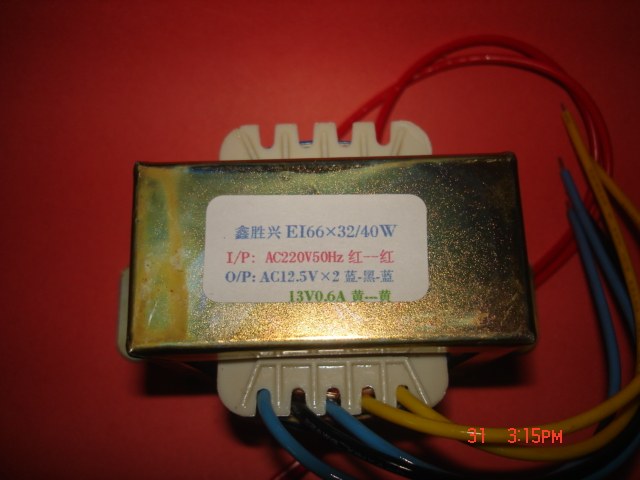 鑫胜兴 EI66×32/40W
I/P: AC220V50Hz 红--红
O/P: AC12.5V×2 蓝-黑-蓝
13V0.6A 黄---黄
31 3:15PM